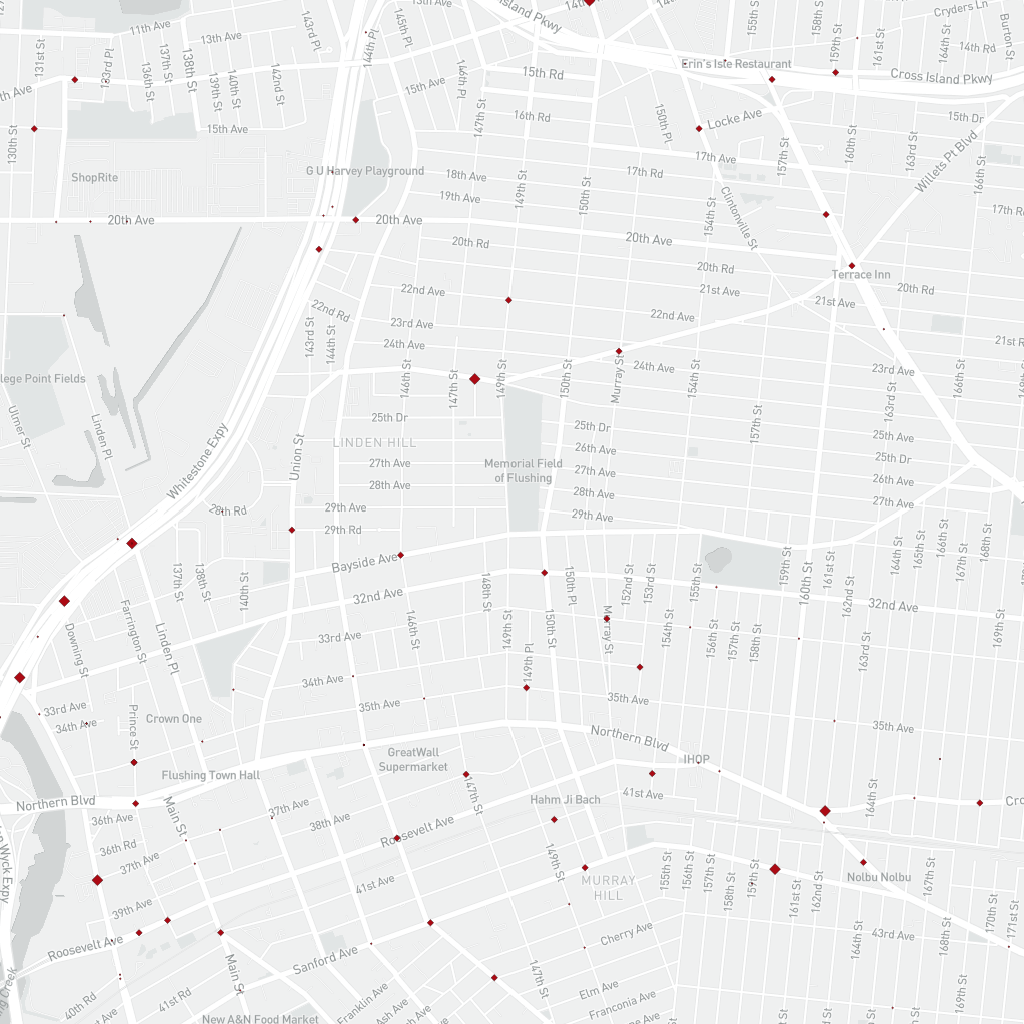 13th Ave
14th
Island Pkwy
127th
11th Ave
131st St
133rd Pl
136th St
137th St
138th St
13th Ave
139th St
140th St
142nd St
143rd Pl
144th Pl
145th Pl
146th Pl
15th Ave
147th St
15th Rd
16th Rd
150th Pl
Erin's Isle Restaurant
155th St
158th St
159th St
161st St
Cryders Ln
164th St
14th Rd
Burton St
Cross Island Pkwy
th Ave
130th St
15th Ave
ShopRite
G U Harvey Playground
18th Ave
19th Ave
149th St
150th St
17th Rd
17th Ave
Locke Ave
157th St
160th St
163rd St
15th Dr
Willets Pt Blvd
166th St
17th R
154th St
Clintonville St
20th Ave
20th Ave
20th Rd
20th Ave
20th Rd
Terrace Inn
21st Ave
21st Ave
20th Rd
21st R
22nd Ave
22nd Rd
22nd Ave
143rd St
144th St
23rd Ave
24th Ave
146th St
147th St
149th St
150th St
Murray St
24th Ave
154th St
157th St
163rd St
23rd Ave
166th St
lege Point Fields
Ulmer St
Linden Pl
Whitestone Expy
Union St
25th Dr
LINDEN HILL
27th Ave
28th Ave
28th Rd
29th Ave
29th Rd
Memorial Field
of Flushing
25th Dr
26th Ave
27th Ave
28th Ave
29th Ave
25th Ave
25th Dr
26th Ave
27th Ave
Bayside Ave
32nd Ave
137th St
138th St
140th St
148th St
150th Pl
152nd St
153rd St
155th St
159th St
160th St
161st St
162nd St
164th St
165th St
166th St
167th St
168th St
32nd Ave
169th St
Farrington St
Linden Pl
Downing St
33rd Ave
146th St
149th St
150th St
Murray St
154th St
156th St
157th St
158th St
163rd St
34th Ave
149th Pl
35th Ave
35th Ave
35th Ave
33rd Ave
34th Ave
Prince St
Crown One
Northern Blvd
IHOP
GreatWall
Supermarket
Flushing Town Hall
Northern Blvd
Main St
147th St
Hahm Ji Bach
41st Ave
164th St
Cro
36th Ave
37th Ave
38th Ave
Roosevelt Ave
36th Rd
37th Ave
149th St
MURRAY
HILL
155th St
156th St
157th St
158th St
159th St
161st St
162nd St
Nolbu Nolbu
167th St
41st Ave
39th Ave
Roosevelt Ave
Wyck Expy
Creek
Main St
Sanford Ave
Cherry Ave
164th St
43rd Ave
168th St
170th St
171st St
147th St
Elm Ave
Franconia Ave
169th St
40th Rd
41st Rd
Franklin Ave
Ash Ave
New A&N Food Market